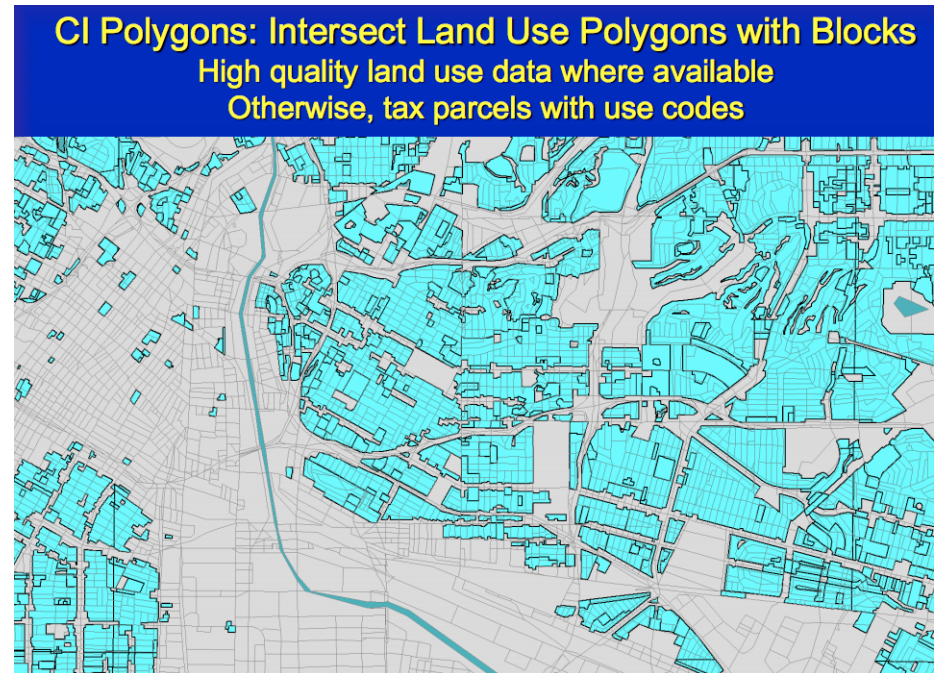 CI Polygons: Intersect Land Use Polygons with Blocks
High quality land use data where available
Otherwise, tax parcels with use codes